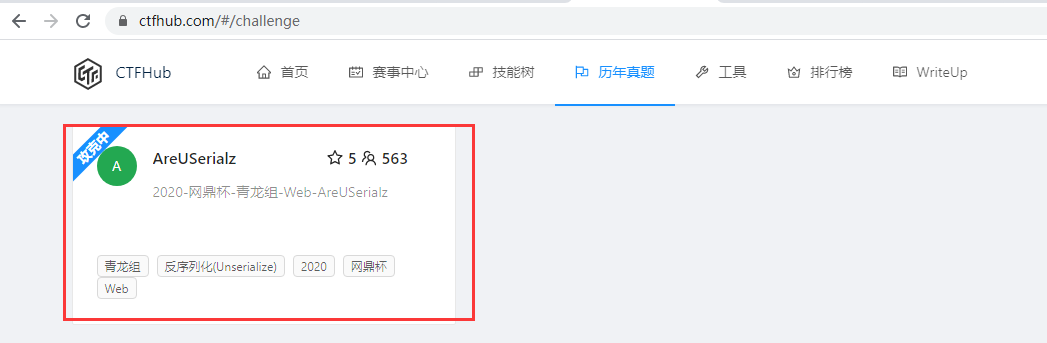 ctfhub.com/#/challenge
CTFHub 首页 赛事中心 技能树 历年真题 工具 排行榜 WriteUp
攻克中
A AreUSerialz 5 563
2020-网鼎杯-青龙组-Web-AreUSerialz
青龙组 反序列化(Unserialize) 2020 网鼎杯
Web